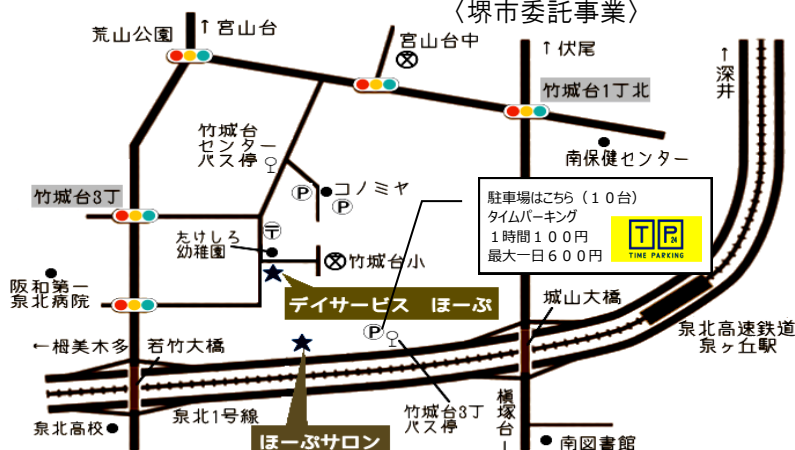 〈堺市委託事業〉
荒山公園
↑宮山台
宮山台中
↑伏尾
↑深井
竹城台1丁北
竹城台
センター
バス停
南保健センター
P
コノミヤ
P
竹城台3丁
駐車場はこちら（１０台）
タイムパーキング
１時間１００円
最大一日６００円
TP24
TIME PARKING
〒
たけしろ
幼稚園
竹城台小
阪和第一
泉北病院
デイサービス ほーぷ
城山大橋
P
泉北高速鉄道
泉ヶ丘駅
←栂美木多
若竹大橋
泉北1号線
竹城台3丁
バス停
槇塚台
泉北高校
ほーぷサロン
南図書館